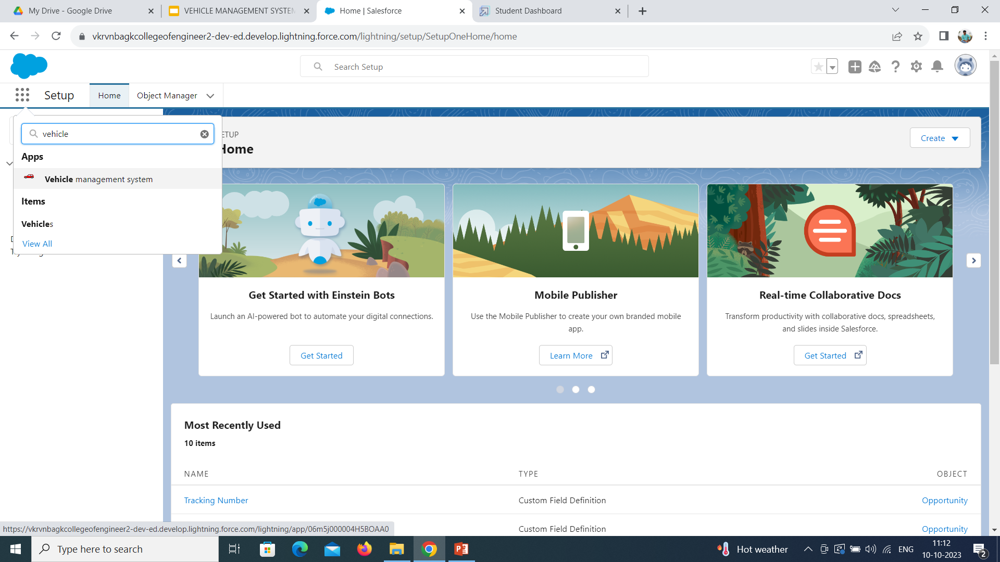 My Drive - Google Drive
VEHICLE MANAGEMENT SYSTEM
Home | Salesforce
Student Dashboard
vkrvnbagkcollegeofengineer2-dev-ed.develop.lightning.force.com/lightning/setup/SetupOneHome/home
Search Setup
Setup
Home
Object Manager
vehicle
Apps
Vehicle management system
Items
Vehicles
View All
ETUP
Home
Create
Get Started with Einstein Bots
Launch an AI-powered bot to automate your digital connections.
Get Started
Mobile Publisher
Use the Mobile Publisher to create your own branded mobile
app.
Learn More
Real-time Collaborative Docs
Transform productivity with collaborative docs, spreadsheets,
and slides inside Salesforce.
Get Started
Most Recently Used
10 items
NAME TYPE OBJECT
Tracking Number Custom Field Definition Opportunity
Custom Field Definition Opportunity
https://vkrvnbagkcollegeofengineer2-dev-ed.develop.lightning.force.com/lightning/app/06m5j000004H5BOAA0
Type here to search
Hot weather
ENG
11:12
10-10-2023
2